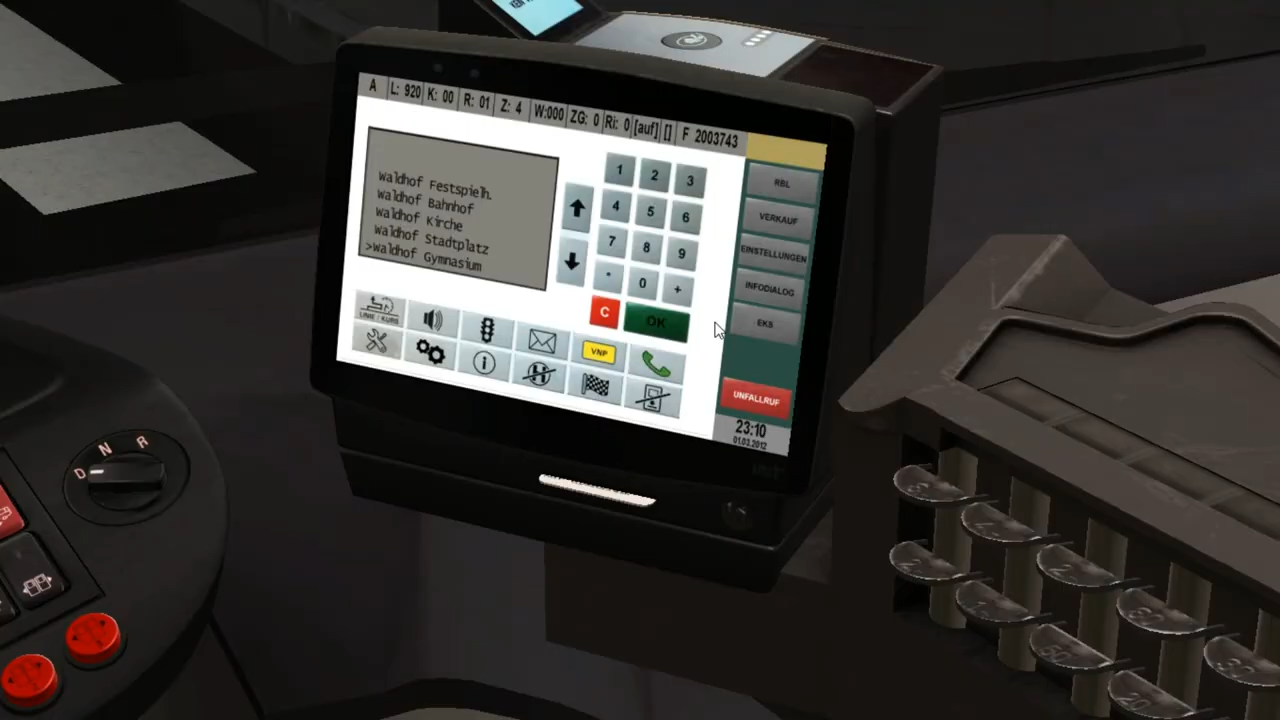 A L: 920 K: 00 R: 01 Z: 4 W:000 ZG: 0 Ri: 0 [auf] [] F 2003743
Waldhof Festspielh.
Waldhof Bahnhof
Waldhof Kirche
Waldhof Stadtplatz
>Waldhof Gymnasium
1 2 3
4 5 6
7 8 9
* 0 +
C OK
LINIE / KURS
VNP
RBL
VERKAUF
EINSTELLUNGEN
INFODIALOG
EKS
UNFALLRUF
23:10
01.03.2012
D N R